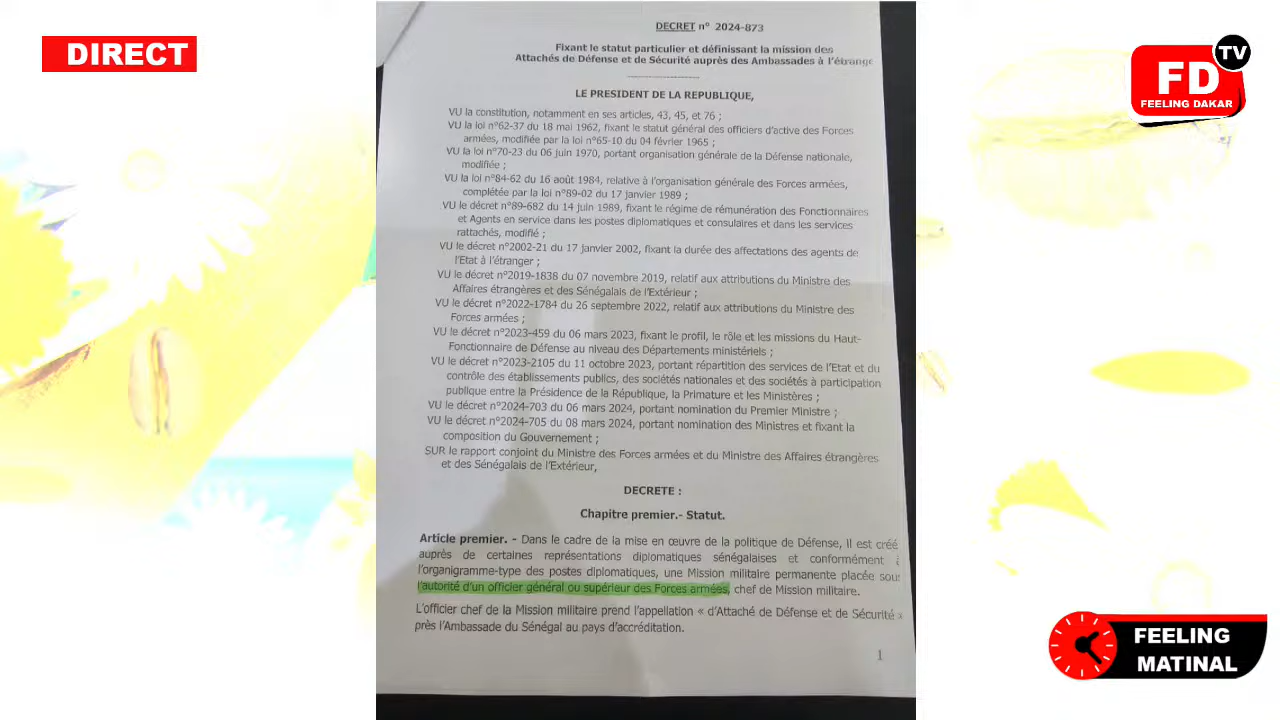 DIRECT
FD TV
FEELING DAKAR
DECRET n° 2024-873
Fixant le statut particulier et définissant la mission des
Attachés de Défense et de Sécurité auprès des Ambassades à l'étrange
LE PRESIDENT DE LA REPUBLIQUE,
VU la constitution, notamment en ses articles, 43, 45, et 76 ;
VU la loi n°62-37 du 18 mai 1962, fixant le statut général des officiers d'active des Forces
armées, modifiée par la loi n°65-10 du 04 février 1965 ;
VU la loi n°70-23 du 06 juin 1970, portant organisation générale de la Défense nationale,
modifiée ;
VU la loi n°84-62 du 16 août 1984, relative à l'organisation générale des Forces armées,
complétée par la loi n°89-02 du 17 janvier 1989 ;
VU le décret n°89-682 du 14 juin 1989, fixant le régime de rémunération des Fonctionnaires
et Agents en service dans les postes diplomatiques et consulaires et dans les services
rattachés, modifié ;
VU le décret n°2002-21 du 17 janvier 2002, fixant la durée des affectations des agents de
l'Etat à l'étranger ;
VU le décret n°2019-1838 du 07 novembre 2019, relatif aux attributions du Ministre des
Affaires étrangères et des Sénégalais de l'Extérieur ;
VU le décret n°2022-1784 du 26 septembre 2022, relatif aux attributions du Ministre des
Forces armées ;
VU le décret n°2023-459 du 06 mars 2023, fixant le profil, le rôle et les missions du Haut-
Fonctionnaire de Défense au niveau des Départements ministériels ;
VU le décret n°2023-2105 du 11 octobre 2023, portant répartition des services de l'Etat et du
contrôle des établissements publics, des sociétés nationales et des sociétés à participation
publique entre la Présidence de la République, la Primature et les Ministères ;
VU le décret n°2024-703 du 06 mars 2024, portant nomination du Premier Ministre ;
VU le décret n°2024-705 du 08 mars 2024, portant nomination des Ministres et fixant la
composition du Gouvernement ;
SUR le rapport conjoint du Ministre des Forces armées et du Ministre des Affaires étrangères
et des Sénégalais de l'Extérieur,
DECRETE :
Chapitre premier.- Statut.
Article premier. - Dans le cadre de la mise en œuvre de la politique de Défense, il est créé
auprès de certaines représentations diplomatiques sénégalaises et conformément à
l'organigramme-type des postes diplomatiques, une Mission militaire permanente placée sous
l'autorité d'un officier général ou supérieur des Forces armées, chef de Mission militaire.
L'officier chef de la Mission militaire prend l'appellation « d'Attaché de Défense et de Sécurité a
près l'Ambassade du Sénégal au pays d'accréditation.
1
FEELING
MATINAL